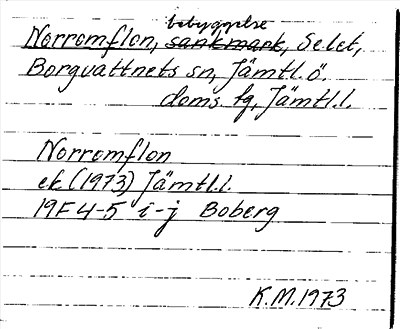 bebyggelse
Norromflon, sankmark, Selet,
Borgvattnets sn, Jämtl. ö.
doms. tg, Jämtl. l.
Norromflon
ek (1973) Jämtl. l.
19F 4-5 i-j Boberg
K.M. 1973